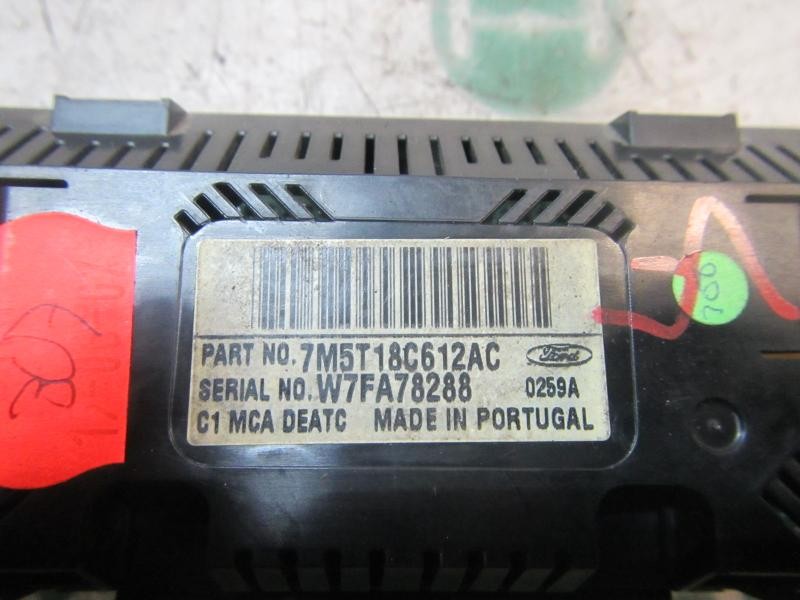 PART NO. 7M5T18C612AC
Ford
SERIAL NO. W7FA78288 0259A
C1 MCA DEATC MADE IN PORTUGAL
700